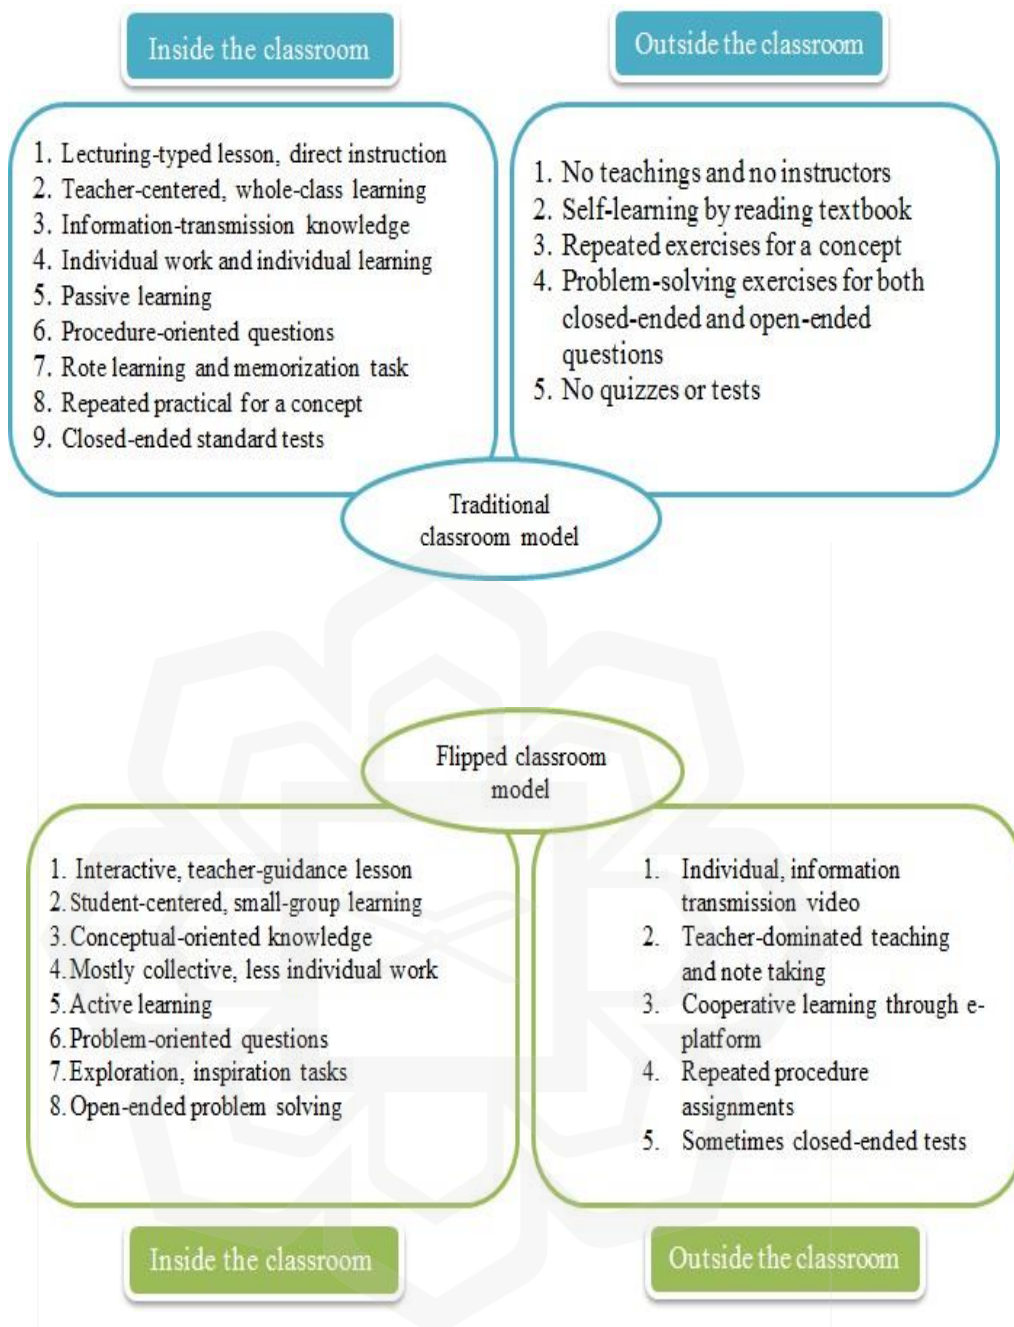 Inside the classroom
Outside the classroom
1. Lecturing-typed lesson, direct instruction
2. Teacher-centered, whole-class learning
3. Information-transmission knowledge
4. Individual work and individual learning
5. Passive learning
6. Procedure-oriented questions
7. Rote learning and memorization task
8. Repeated practical for a concept
9. Closed-ended standard tests
1. No teachings and no instructors
2. Self-learning by reading textbook
3. Repeated exercises for a concept
4. Problem-solving exercises for both
closed-ended and open-ended
questions
5. No quizzes or tests
Traditional
classroom model
Flipped classroom
model
1. Interactive, teacher-guidance lesson
2. Student-centered, small-group learning
3. Conceptual-oriented knowledge
4. Mostly collective, less individual work
5. Active learning
6. Problem-oriented questions
7. Exploration, inspiration tasks
8. Open-ended problem solving
1. Individual, information
transmission video
2. Teacher-dominated teaching
and note taking
3. Cooperative learning through e-
platform
4. Repeated procedure
assignments
5. Sometimes closed-ended tests
Inside the classroom
Outside the classroom